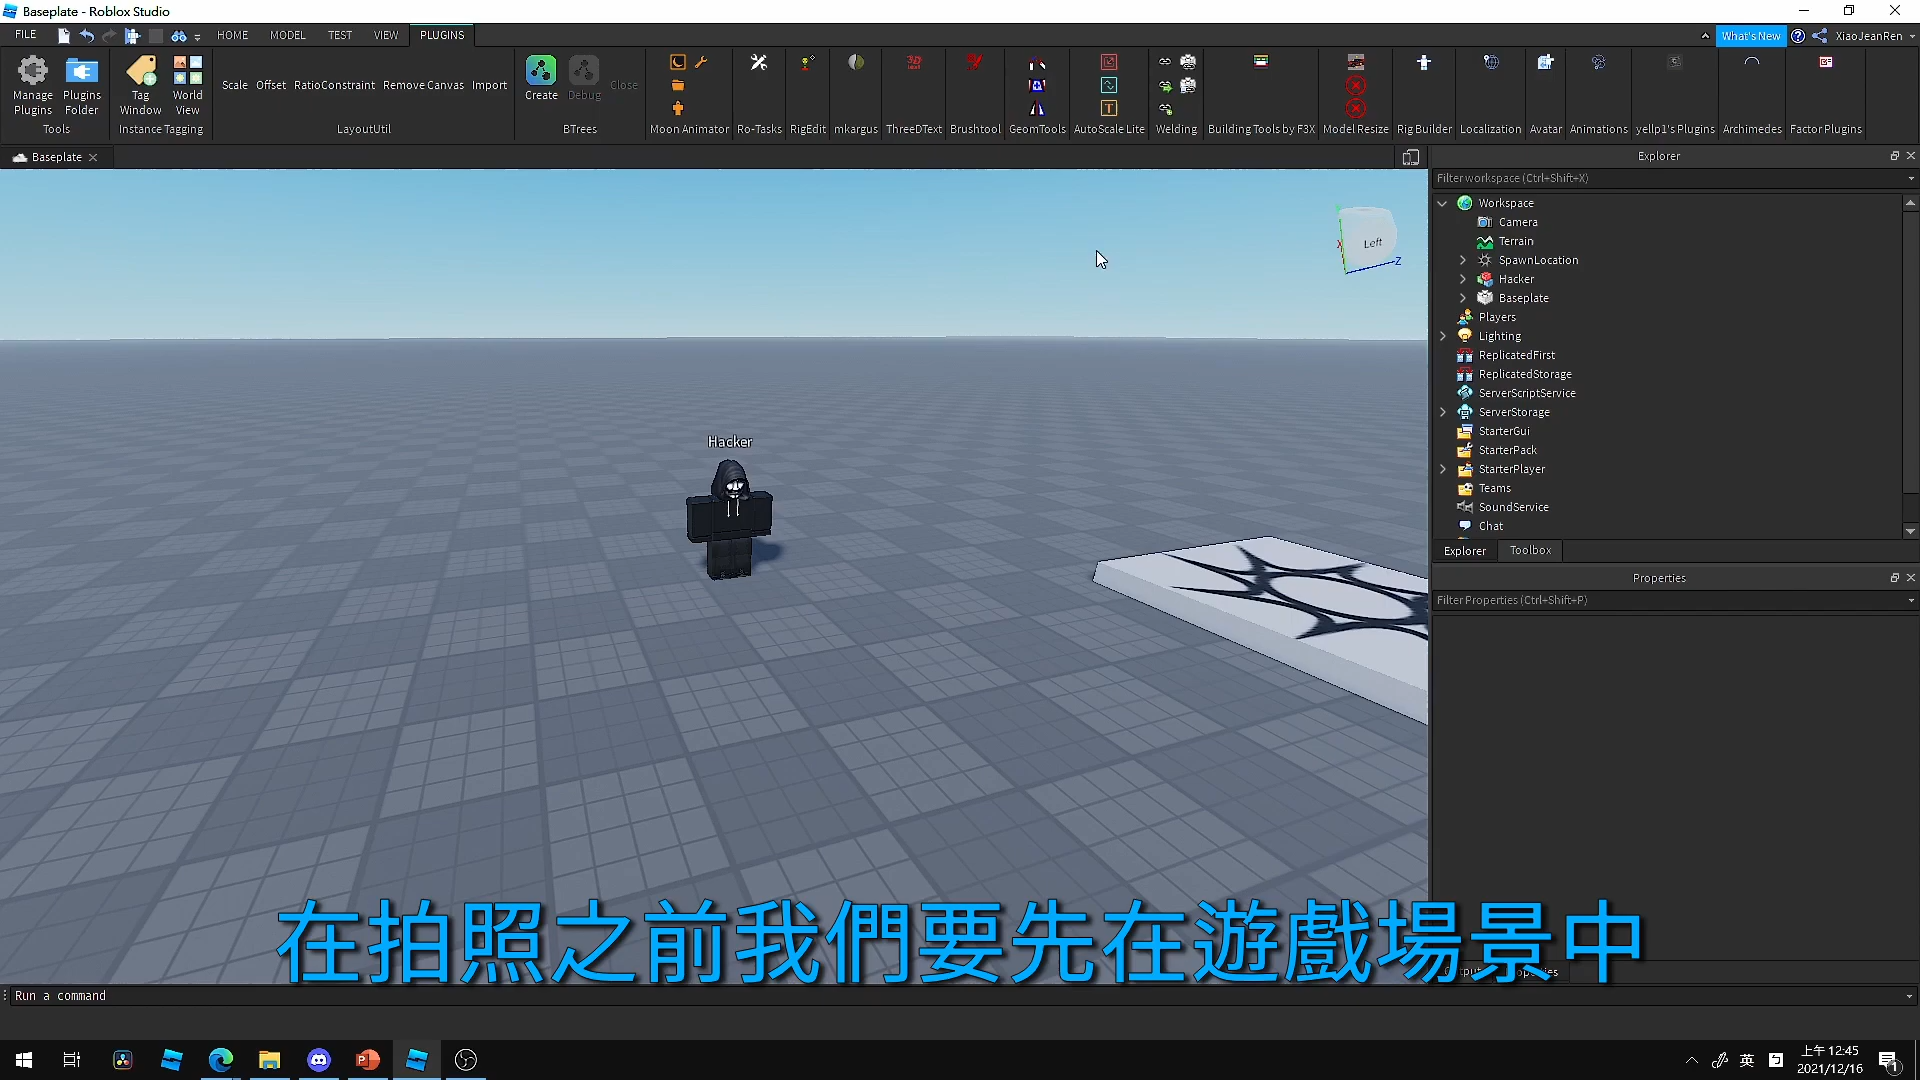 Baseplate - Roblox Studio
FILE HOME MODEL TEST VIEW PLUGINS What's New XiaoJeanRen
Manage Plugins Plugins Folder Tag Window World View Scale Offset RatioConstraint Remove Canvas Import Create Debug Close
Tools Instance Tagging LayoutUtil BTrees Moon Animator Ro-Tasks RigEdit mkargus ThreeDText Brushtool GeomTools AutoScale Lite Welding Building Tools by F3X Model Resize Rig Builder Localization Avatar Animations yellp1's Plugins Archimedes Factor Plugins
Baseplate
Explorer
Filter workspace (Ctrl+Shift+X)
Workspace
Camera
Terrain
SpawnLocation
Hacker
Baseplate
Players
Lighting
ReplicatedFirst
ReplicatedStorage
ServerScriptService
ServerStorage
StarterGui
StarterPack
StarterPlayer
Teams
SoundService
Chat
Explorer Toolbox
Properties
Filter Properties (Ctrl+Shift+P)
Left
X
Z
Hacker
在拍照之前我們要先在遊戲場景中
Run a command
英
上午 12:45
2021/12/16
1